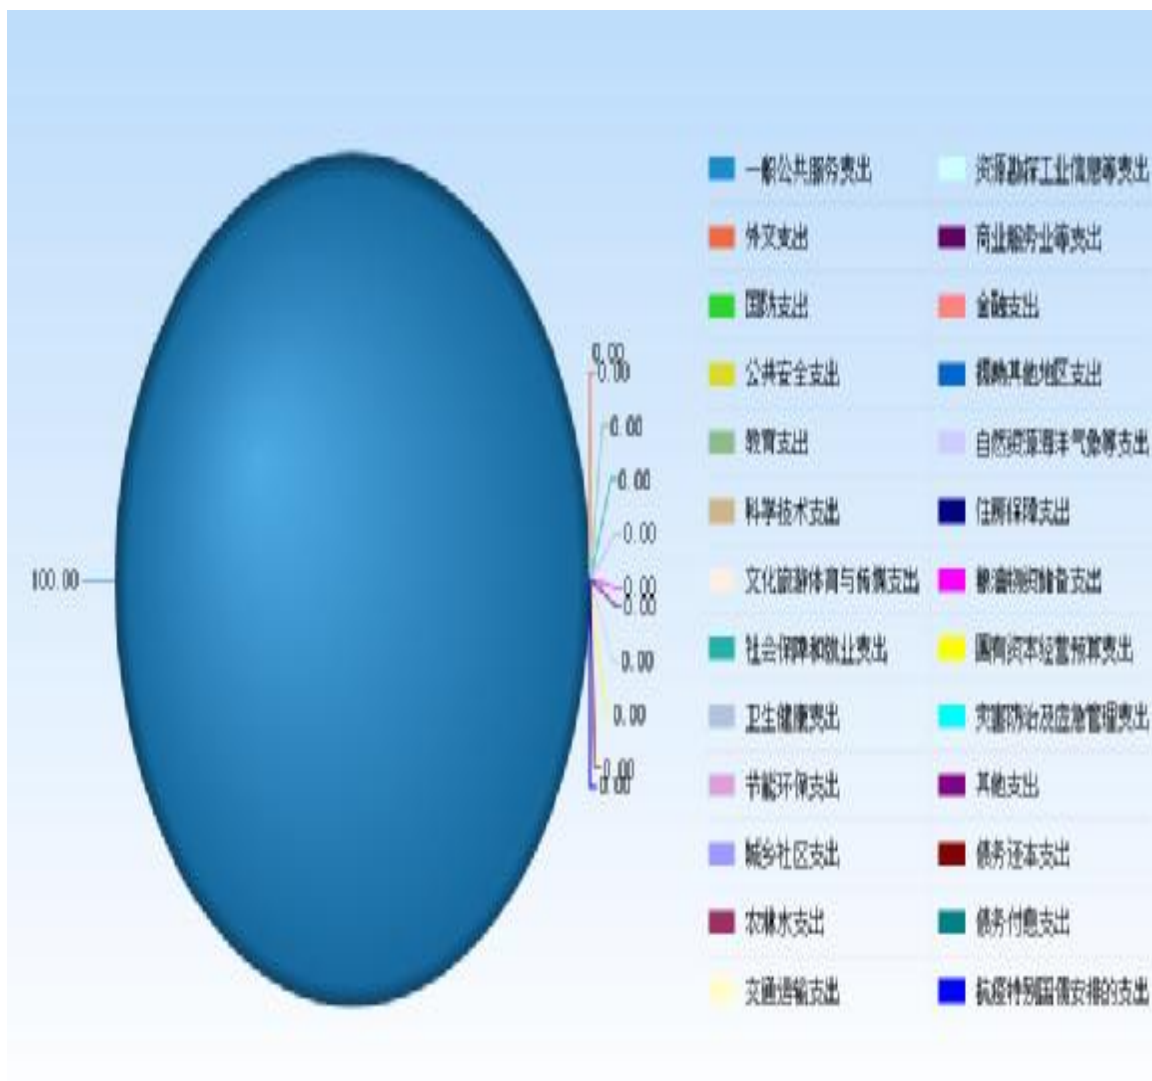 100.00
0.00
0.00
0.00
0.00
0.00
0.00
0.00
0.00
0.00
0.00
0.00
一般公共服务支出
外交支出
国防支出
公共安全支出
教育支出
科学技术支出
文化旅游体育与传媒支出
社会保障和就业支出
卫生健康支出
节能环保支出
城乡社区支出
农林水支出
交通运输支出
资源勘探工业信息等支出
商业服务业等支出
金融支出
援助其他地区支出
自然资源海洋气象等支出
住房保障支出
粮油物资储备支出
国有资本经营预算支出
灾害防治及应急管理支出
其他支出
债务还本支出
债务付息支出
抗疫特别国债安排的支出